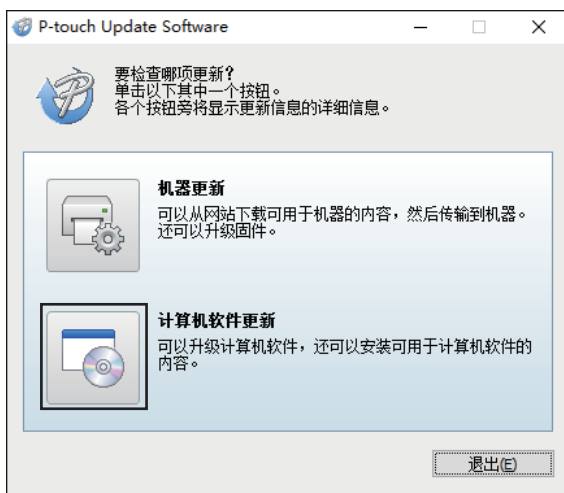 P-touch Update Software
要检查哪项更新？
单击以下其中一个按钮。
各个按钮旁将显示更新信息的详细信息。
机器更新
可以从网站下载可用于机器的内容，然后传输到机器。
还可以升级固件。
计算机软件更新
可以升级计算机软件，还可以安装可用于计算机软件的
内容。
退出(E)